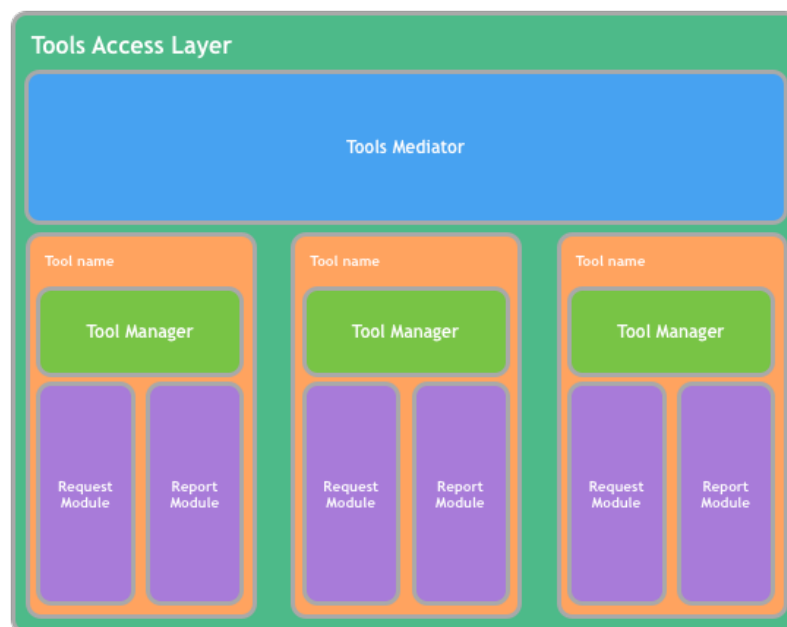 Tools Access Layer
Tools Mediator
Tool name
Tool Manager
Request
Module
Report
Module
Tool name
Tool Manager
Request
Module
Report
Module
Tool name
Tool Manager
Request
Module
Report
Module